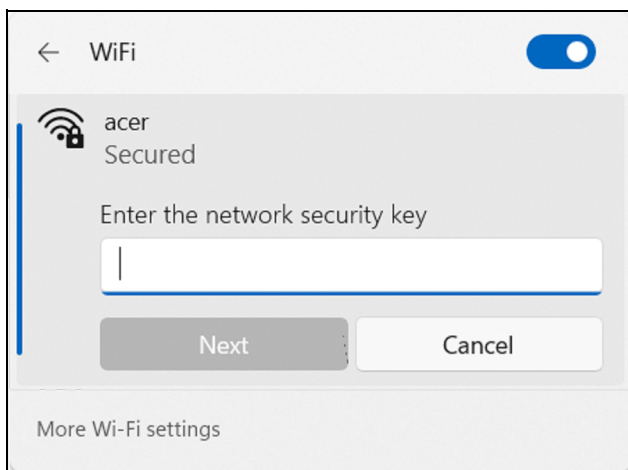 WiFi
acer
Secured
Enter the network security key
Next
Cancel
More Wi-Fi settings